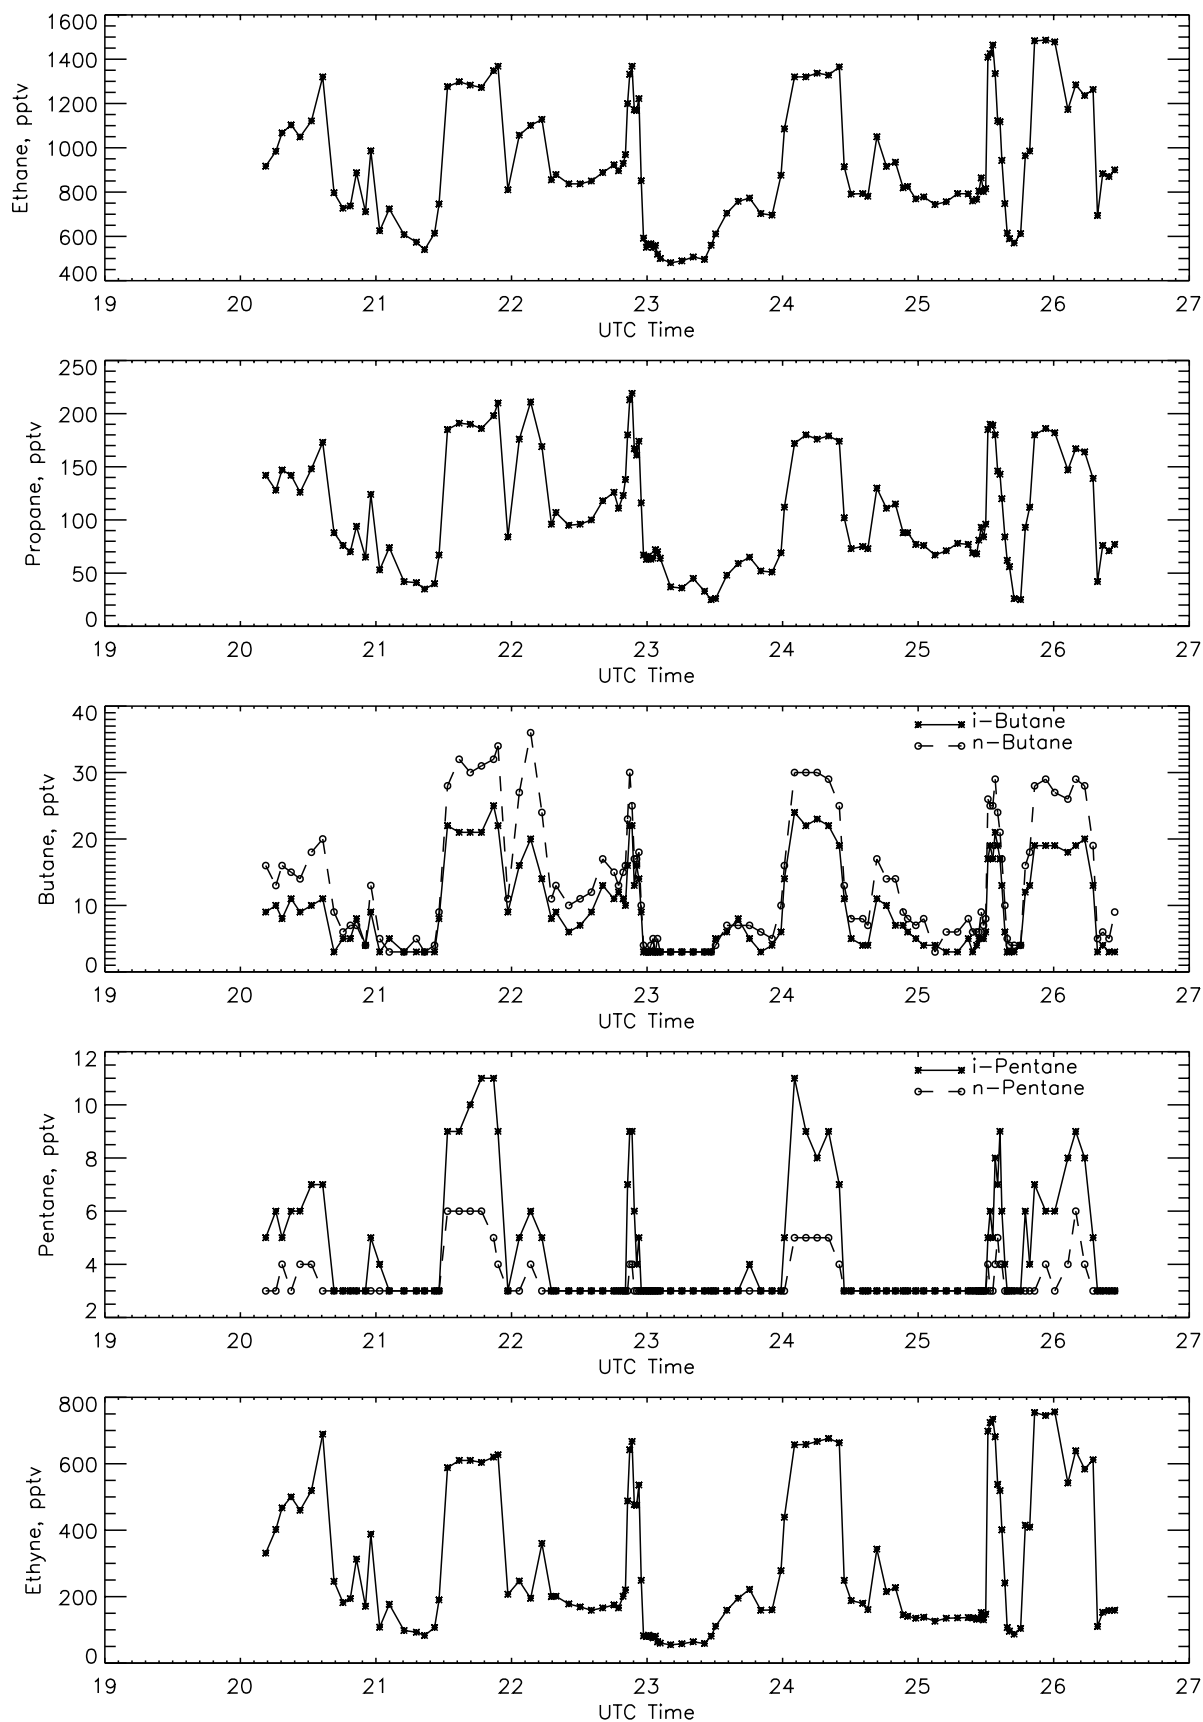 1600
1400
1200
1000
800
600
400
Ethane, pptv
19 20 21 22 23 24 25 26 27
UTC Time
250
200
150
100
50
0
Propane, pptv
19 20 21 22 23 24 25 26 27
UTC Time
40
30
20
10
0
Butane, pptv
i-Butane
n-Butane
19 20 21 22 23 24 25 26 27
UTC Time
12
10
8
6
4
2
Pentane, pptv
i-Pentane
n-Pentane
19 20 21 22 23 24 25 26 27
UTC Time
800
600
400
200
0
Ethyne, pptv
19 20 21 22 23 24 25 26 27
UTC Time